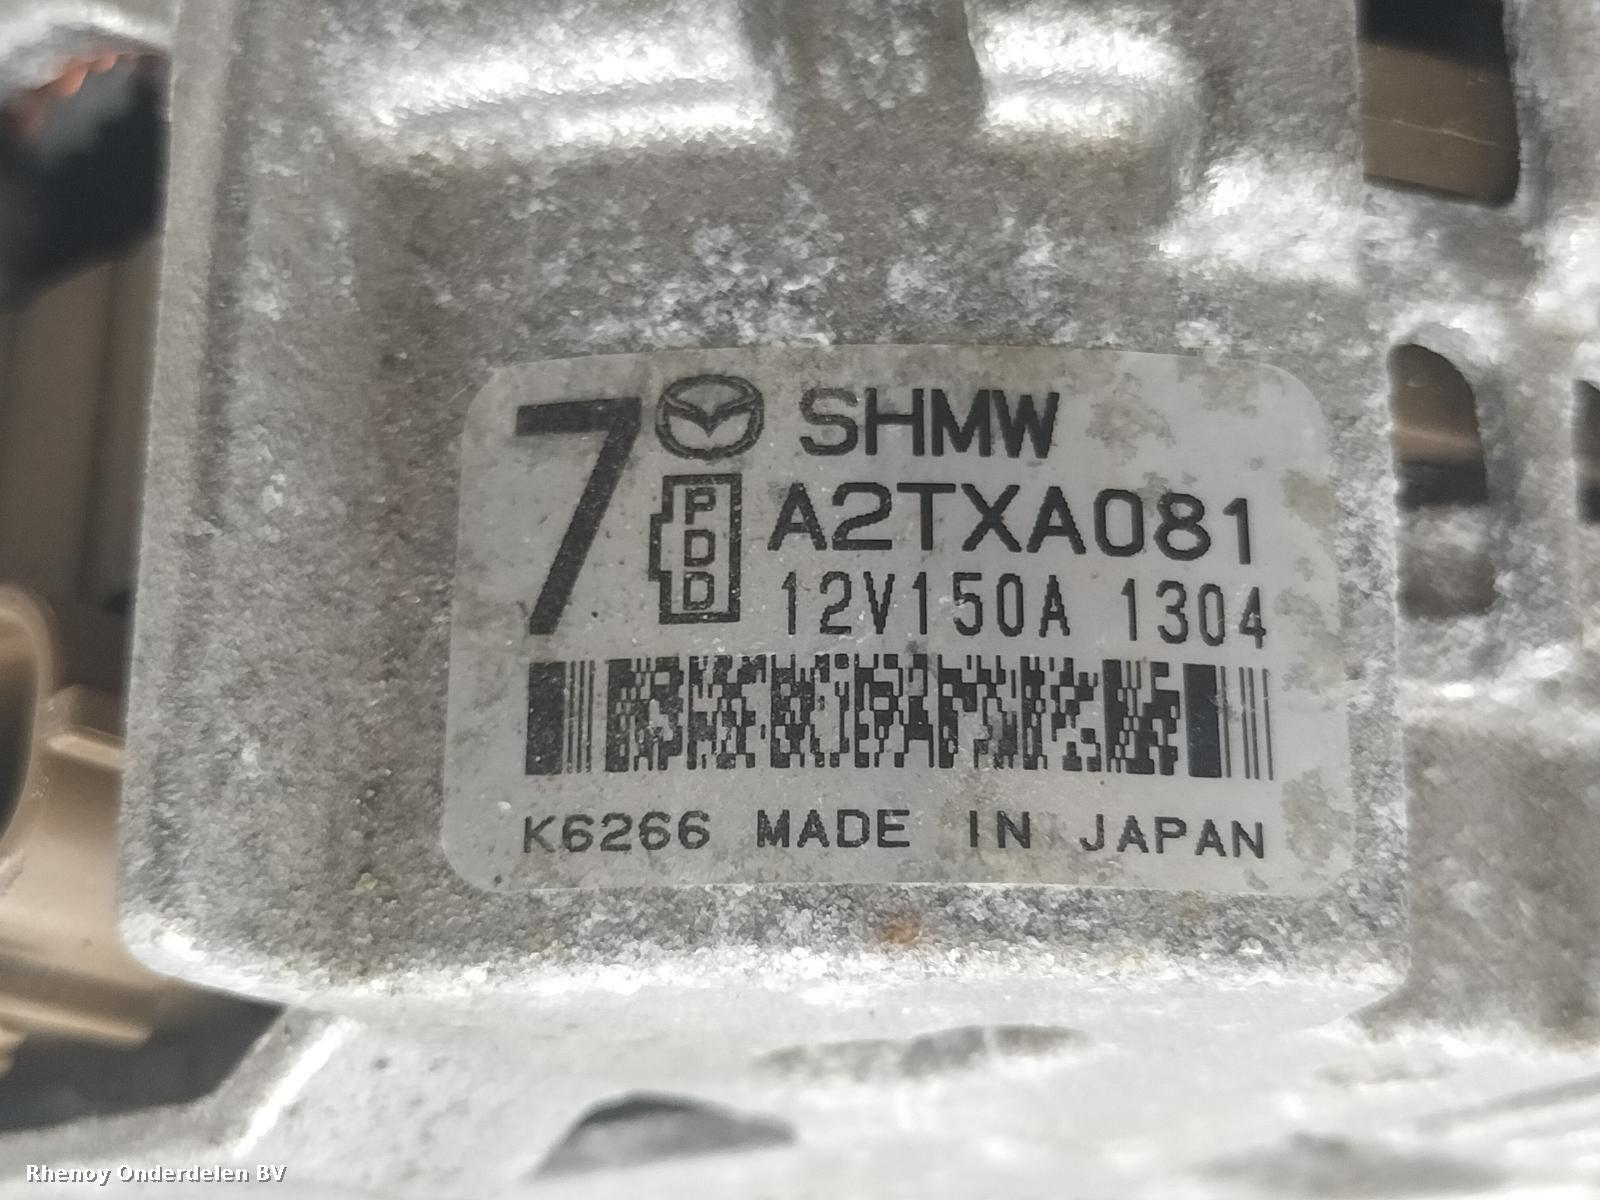 7 SHMW
PDD
A2TXA081
12V150A 1304
K6266 MADE IN JAPAN
Rhenoy Onderdelen BV